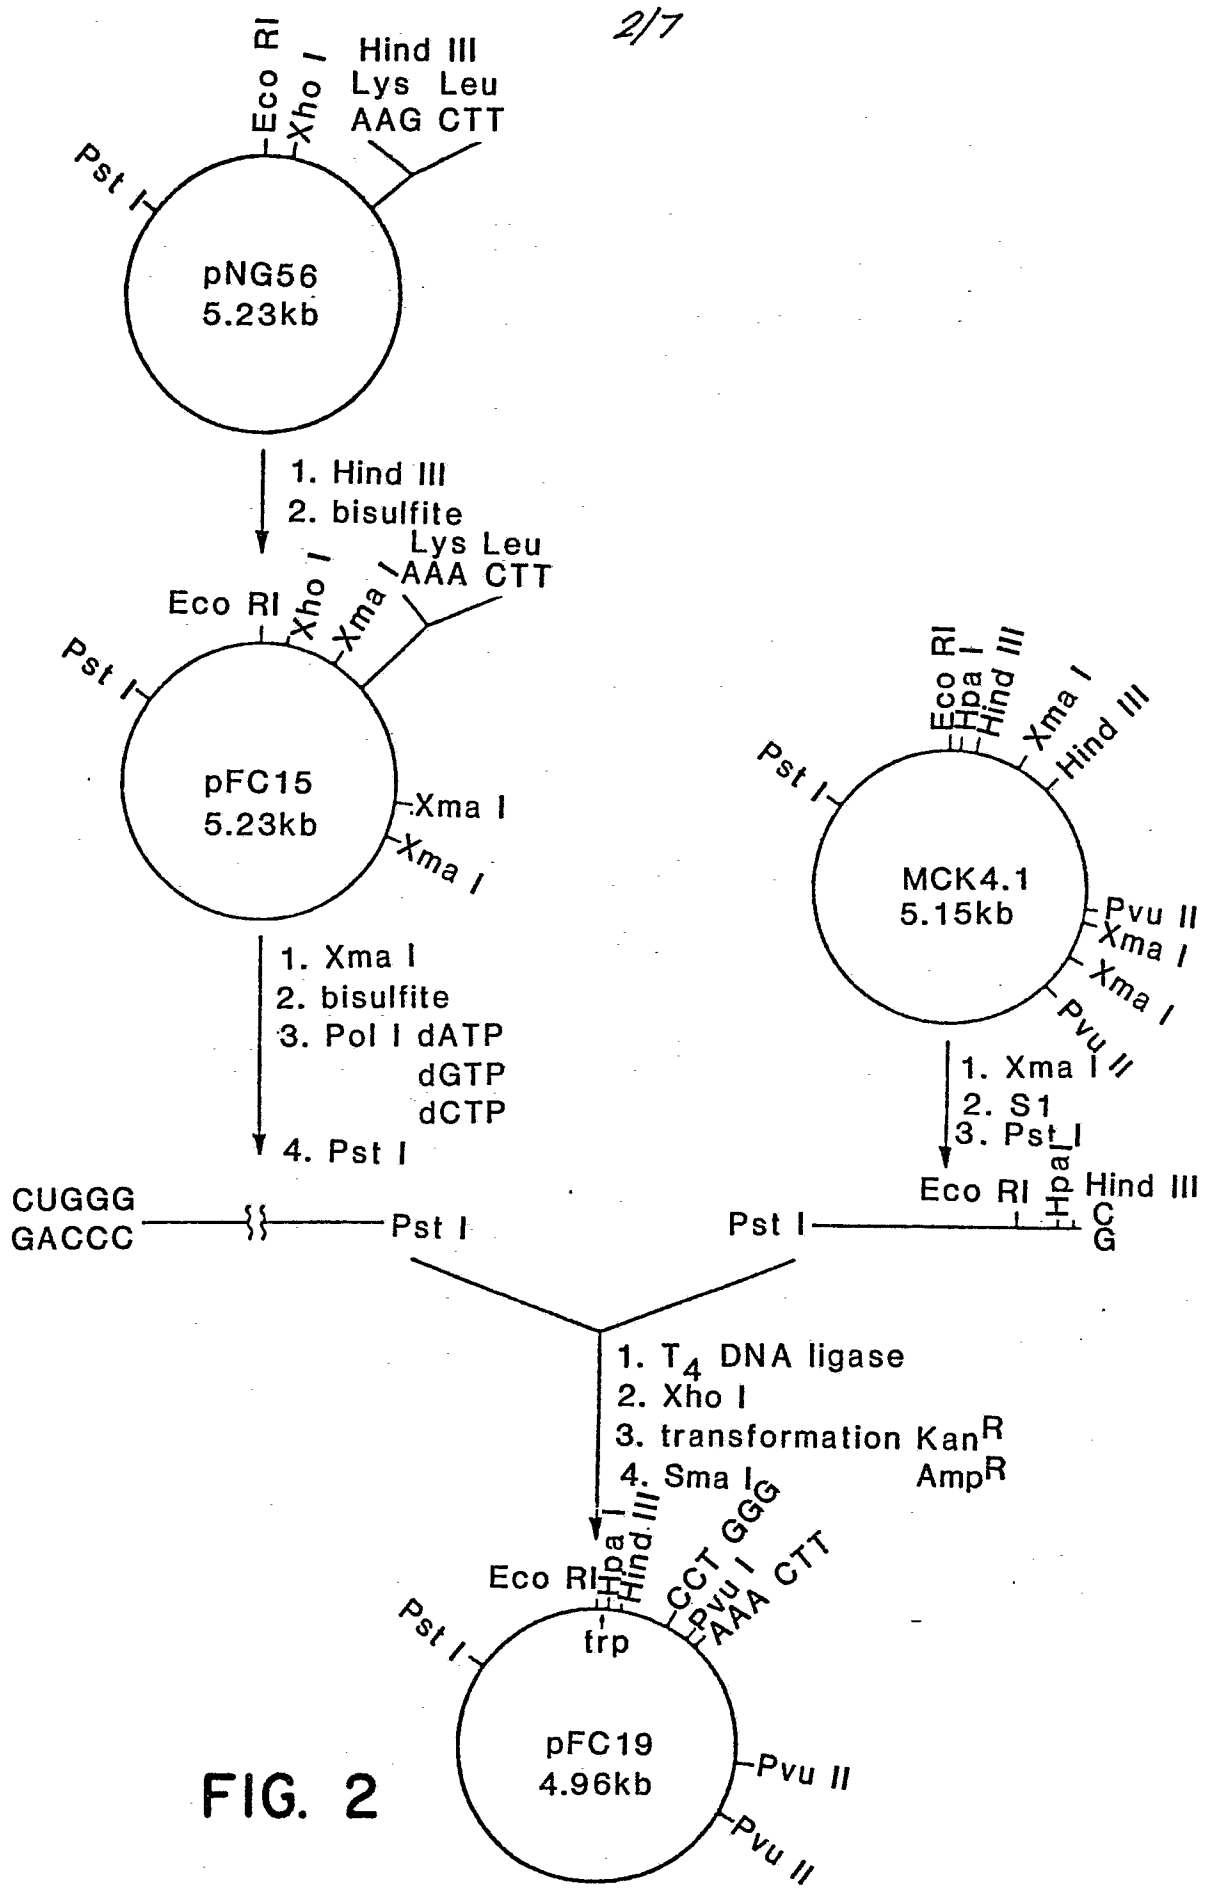 2/7
Eco RI
Xho I
Hind III
Lys Leu
AAG CTT
Pst I
pNG56
5.23kb
1. Hind III
2. bisulfite
Lys Leu
AAA CTT
Eco RI
Xho I
Xma I
Pst I
pFC15
5.23kb
Xma I
Xma I
Eco RI
Hpa I
Hind III
Xma I
Hind III
Pst I
MCK4.1
5.15kb
Pvu II
Xma I
Xma I
Pvu II
1. Xma I
2. bisulfite
3. Pol I dATP
dGTP
dCTP
4. Pst I
1. Xma I
2. S1
3. Pst I
CUGGG
GACCC
Pst I
Pst I
Eco RI
HpaI
Hind III
C
G
1. T4 DNA ligase
2. Xho I
3. transformation KanR
AmpR
4. Sma I
Eco RI
Hpa I
Hind III
CCT GGG
Pvu I
AAA CTT
Pst I
trp
pFC19
4.96kb
Pvu II
Pvu II
FIG. 2